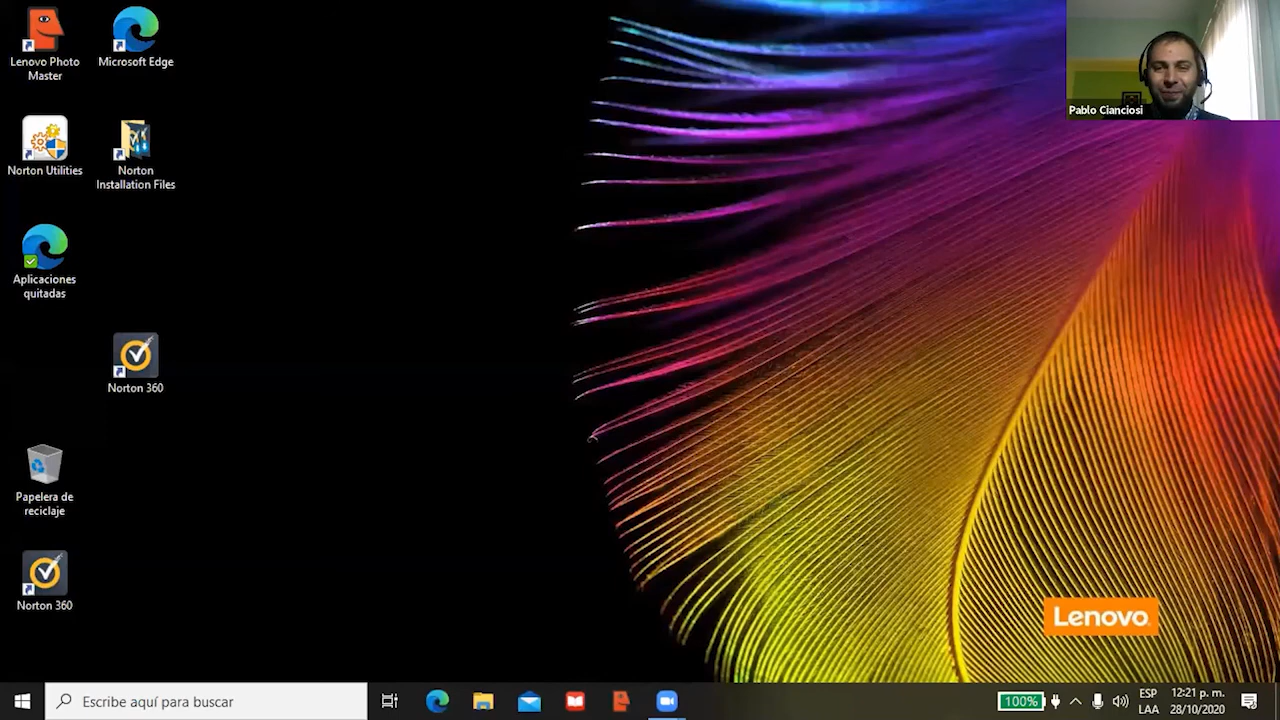 Lenovo Photo
Master
Microsoft Edge
Pablo Cianciosi
Norton Utilities
Norton
Installation Files
Aplicaciones
quitadas
Norton 360
Papelera de
reciclaje
Norton 360
Lenovo
Escribe aquí para buscar
100%
ESP
LAA
12:21 p. m.
28/10/2020